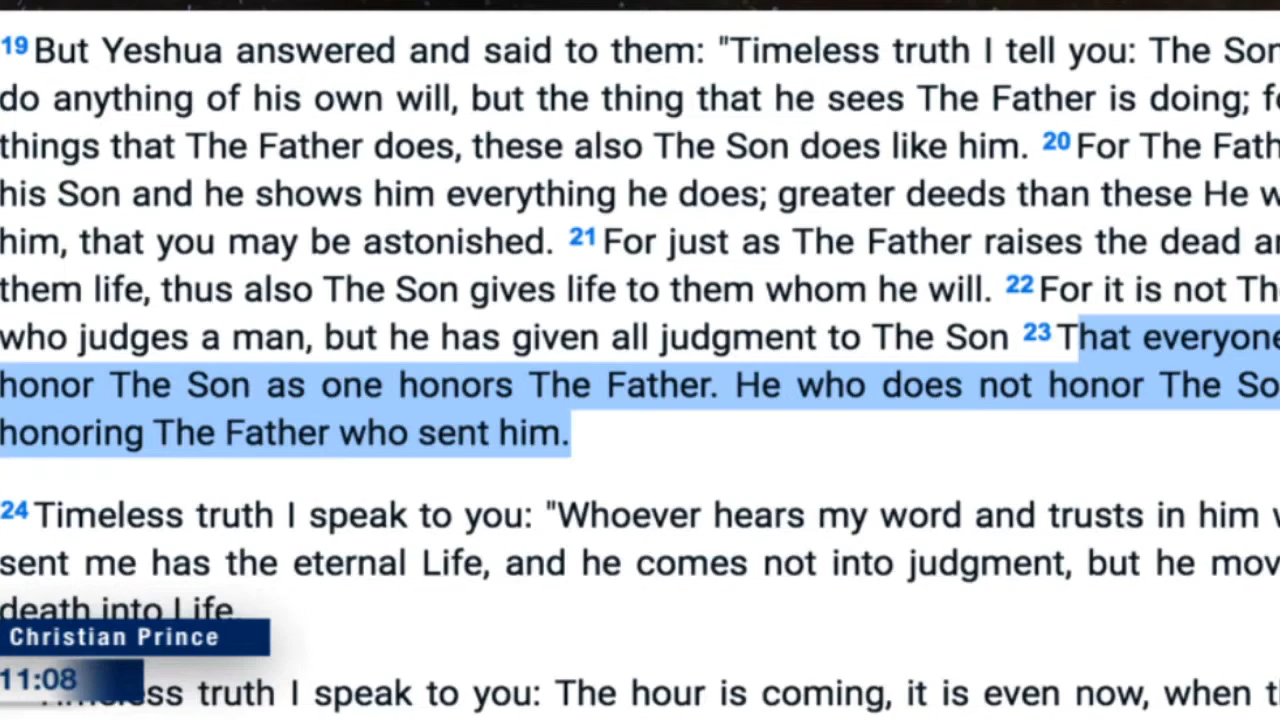 19 But Yeshua answered and said to them: "Timeless truth I tell you: The Son
do anything of his own will, but the thing that he sees The Father is doing;
things that The Father does, these also The Son does like him. 20 For The
his Son and he shows him everything he does; greater deeds than these He
him, that you may be astonished. 21 For just as The Father raises the dead
them life, thus also The Son gives life to them whom he will. 22 For it is not
who judges a man, but he has given all judgment to The Son 23 That everyone
honor The Son as one honors The Father. He who does not honor The
honoring The Father who sent him.
24 Timeless truth I speak to you: "Whoever hears my word and trusts in him
sent me has the eternal Life, and he comes not into judgment, but he
death into Life
Christian Prince
11:08
truth I speak to you: The hour is coming, it is even now, when